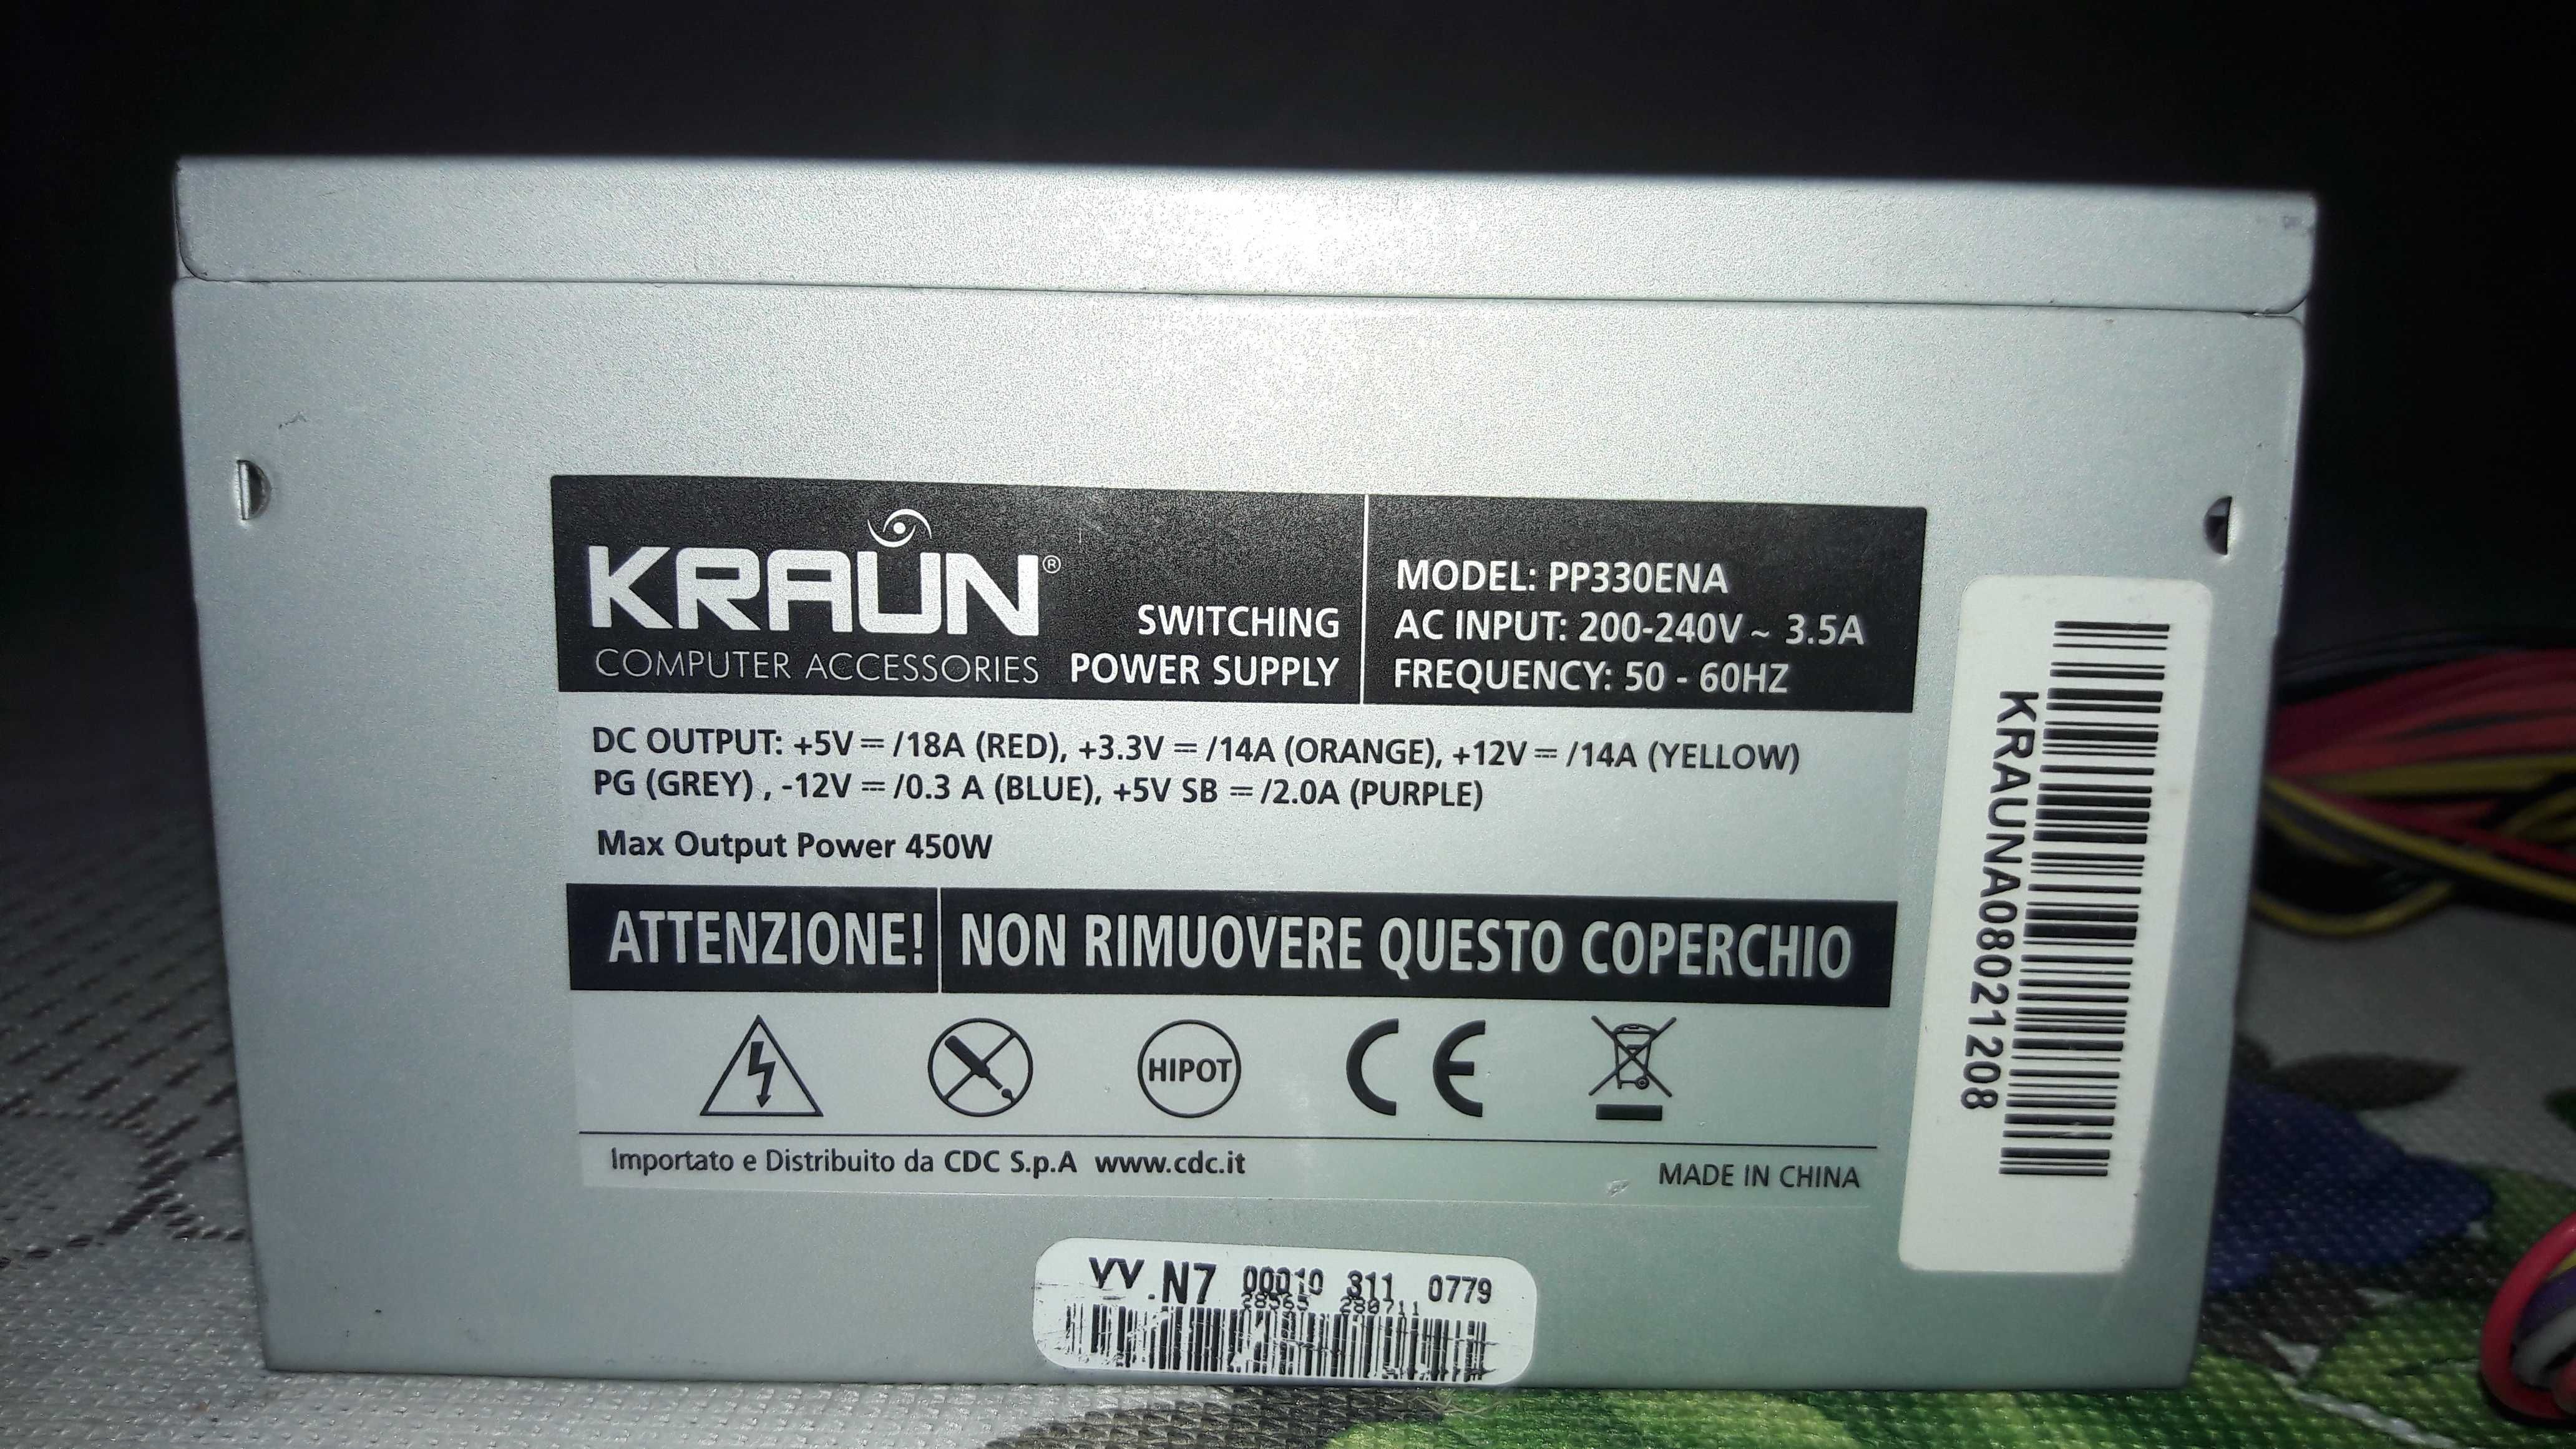 KRAUN®
COMPUTER ACCESSORIES
SWITCHING
POWER SUPPLY
MODEL: PP330ENA
AC INPUT: 200-240V ~ 3.5A
FREQUENCY: 50 - 60HZ
DC OUTPUT: +5V⎓/18A (RED), +3.3V⎓/14A (ORANGE), +12V⎓/14A (YELLOW)
PG (GREY) , -12V⎓/0.3 A (BLUE), +5V SB ⎓/2.0A (PURPLE)
Max Output Power 450W
ATTENZIONE! NON RIMUOVERE QUESTO COPERCHIO
HIPOT
CE
Importato e Distribuito da CDC S.p.A www.cdc.it
MADE IN CHINA
KRAUNA08021208
VV.N7 00010 311 0779
28565 280711